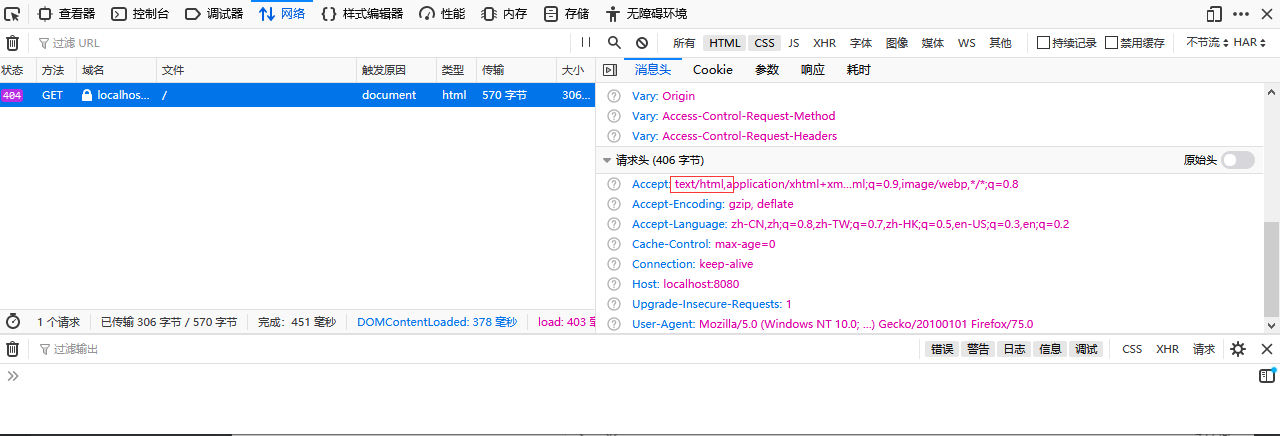 查看器 控制台 调试器 网络 样式编辑器 性能 内存 存储 无障碍环境
过滤 URL 所有 HTML CSS JS XHR 字体 图像 媒体 WS 其他 持续记录 禁用缓存 不节流 HAR
状态 方法 域名 文件 触发原因 类型 传输 大小
404 GET localhos... / document html 570 字节 306...
1 个请求 已传输 306 字节 / 570 字节 完成：451 毫秒 DOMContentLoaded: 378 毫秒 load: 403 毫
消息头 Cookie 参数 响应 耗时
Vary: Origin
Vary: Access-Control-Request-Method
Vary: Access-Control-Request-Headers
请求头 (406 字节) 原始头
Accept: text/html,application/xhtml+xm...ml;q=0.9,image/webp,*/*;q=0.8
Accept-Encoding: gzip, deflate
Accept-Language: zh-CN,zh;q=0.8,zh-TW;q=0.7,zh-HK;q=0.5,en-US;q=0.3,en;q=0.2
Cache-Control: max-age=0
Connection: keep-alive
Host: localhost:8080
Upgrade-Insecure-Requests: 1
User-Agent: Mozilla/5.0 (Windows NT 10.0; ...) Gecko/20100101 Firefox/75.0
过滤输出 错误 警告 日志 信息 调试 CSS XHR 请求